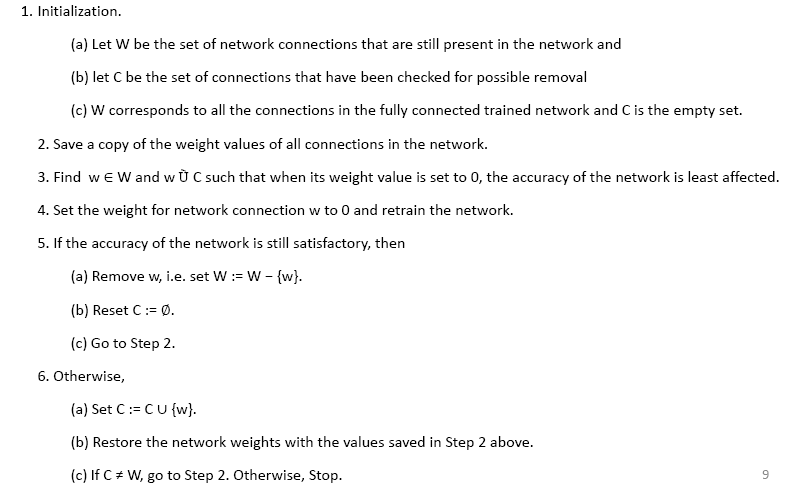 1. Initialization.
(a) Let W be the set of network connections that are still present in the network and
(b) let C be the set of connections that have been checked for possible removal
(c) W corresponds to all the connections in the fully connected trained network and C is the empty set.
2. Save a copy of the weight values of all connections in the network.
3. Find w ∈ W and w Ǜ C such that when its weight value is set to 0, the accuracy of the network is least affected.
4. Set the weight for network connection w to 0 and retrain the network.
5. If the accuracy of the network is still satisfactory, then
(a) Remove w, i.e. set W := W − {w}.
(b) Reset C := Ø.
(c) Go to Step 2.
6. Otherwise,
(a) Set C := C ∪ {w}.
(b) Restore the network weights with the values saved in Step 2 above.
(c) If C ≠ W, go to Step 2. Otherwise, Stop.
9